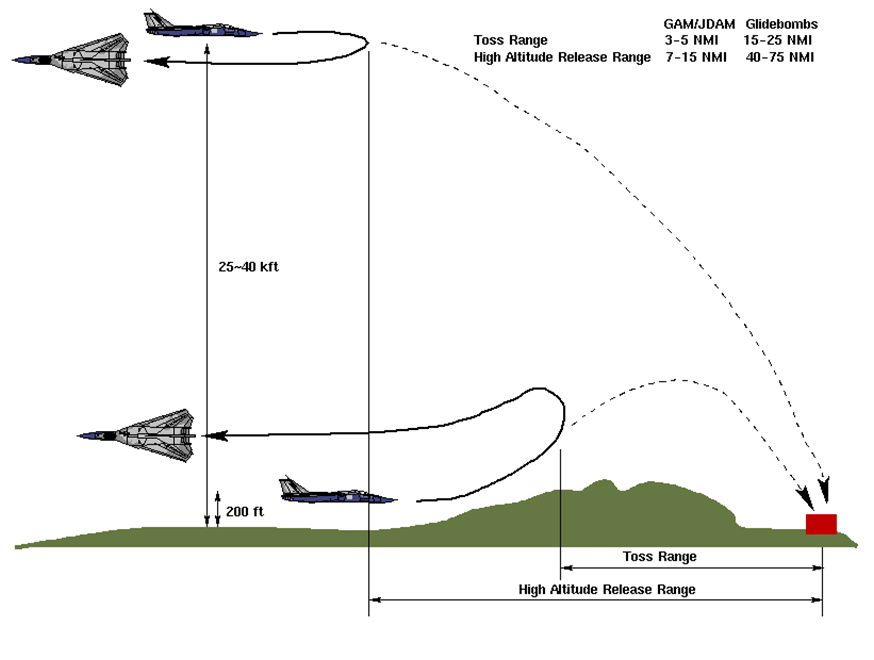 GAM/JDAM Glidebombs
Toss Range 3-5 NMI 15-25 NMI
High Altitude Release Range 7-15 NMI 40-75 NMI
25~40 kft
200 ft
Toss Range
High Altitude Release Range